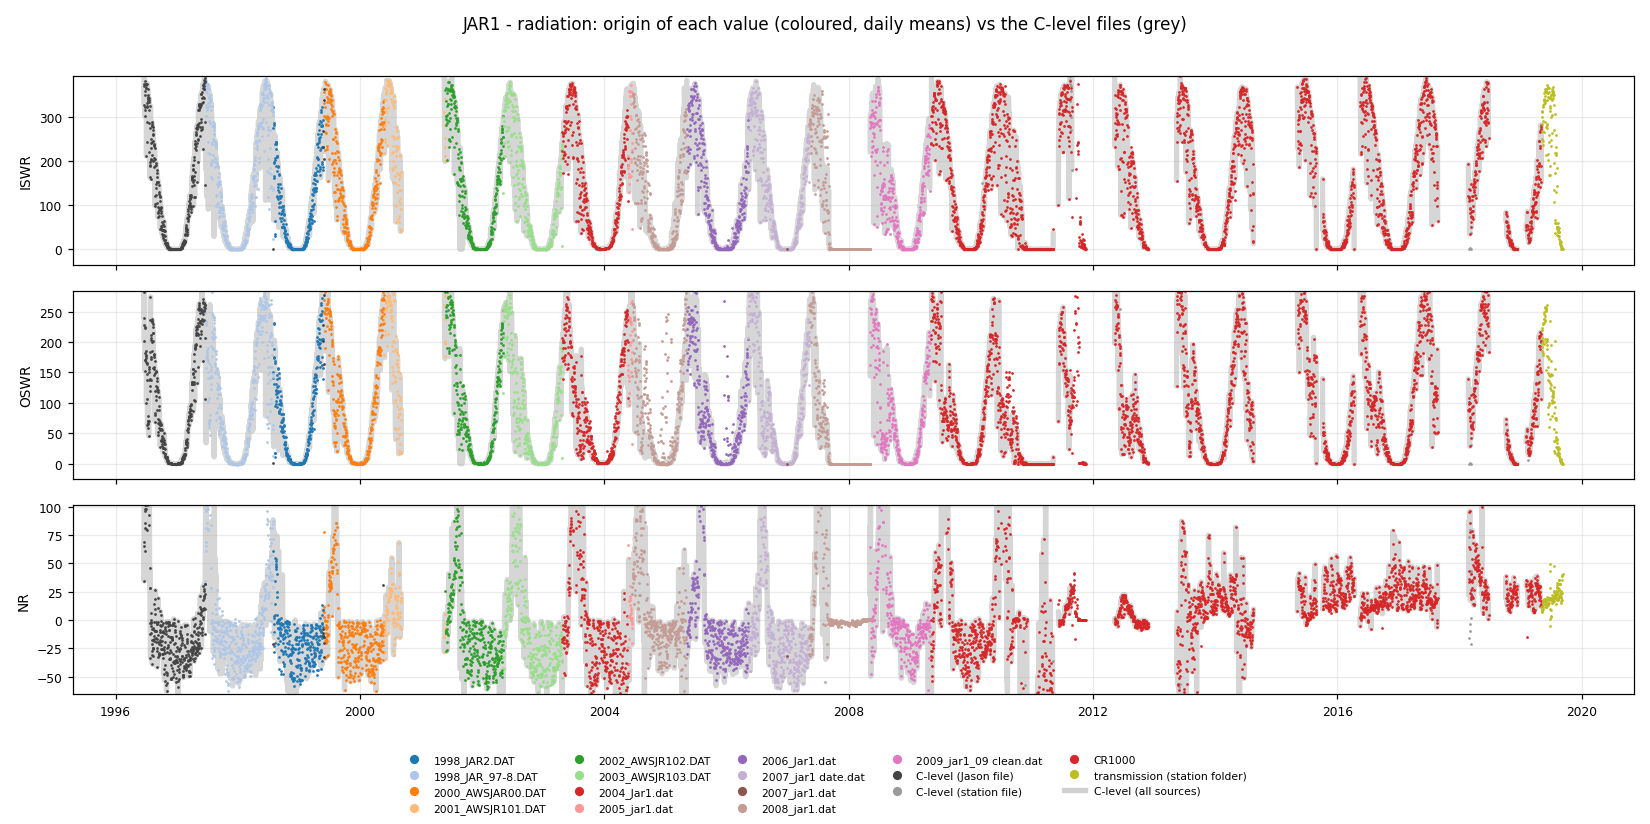 JAR1 - radiation: origin of each value (coloured, daily means) vs the C-level files (grey)
ISWR
300
200
100
0
OSWR
250
200
150
100
50
0
NR
100
75
50
25
0
−25
−50
1996
2000
2004
2008
2012
2016
2020
1998_JAR2.DAT
1998_JAR_97-8.DAT
2000_AWSJAR00.DAT
2001_AWSJR101.DAT
2002_AWSJR102.DAT
2003_AWSJR103.DAT
2004_Jar1.dat
2005_jar1.dat
2006_Jar1.dat
2007_jar1 date.dat
2007_jar1.dat
2008_jar1.dat
2009_jar1_09 clean.dat
C-level (Jason file)
C-level (station file)
CR1000
transmission (station folder)
C-level (all sources)